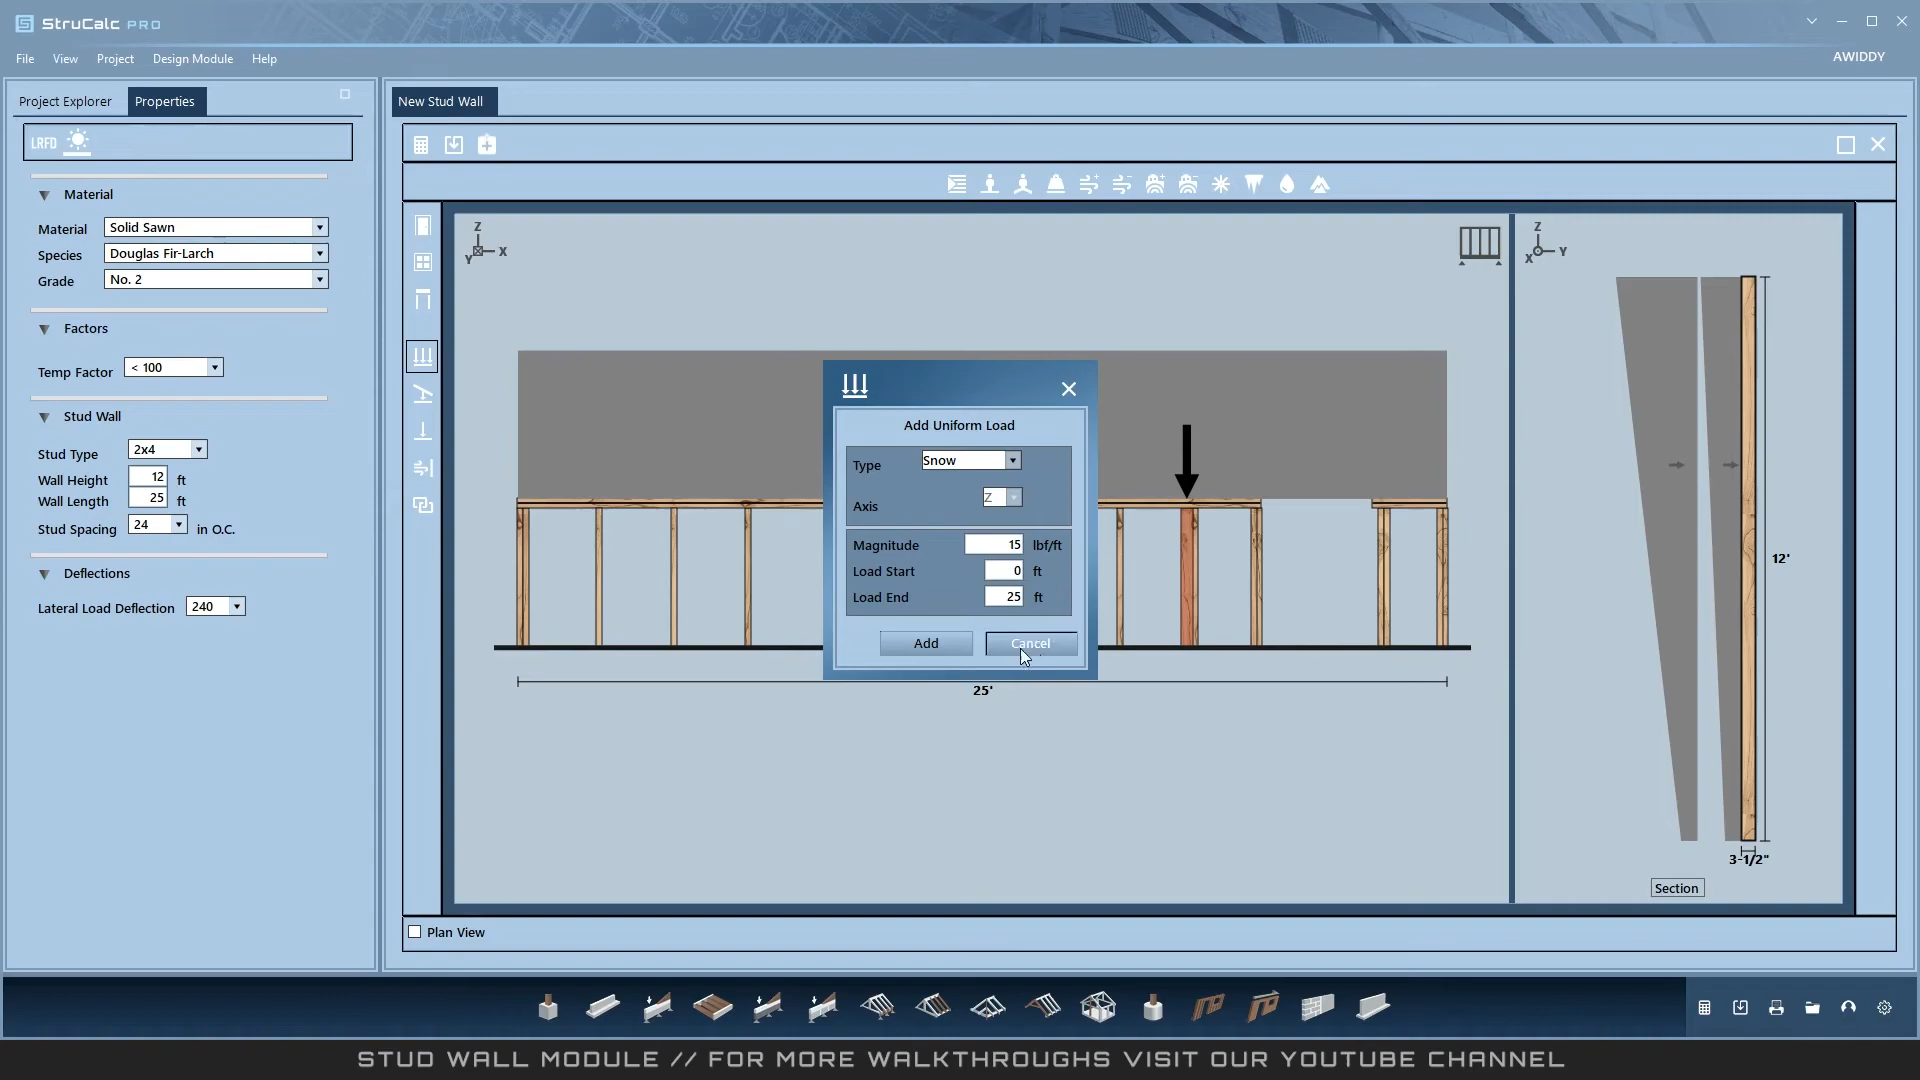 StruCalc PRO
File View Project Design Module Help
AWIDDY
Project Explorer Properties
New Stud Wall
LRFD
Material
Material Solid Sawn
Species Douglas Fir-Larch
Grade No. 2
Factors
Temp Factor < 100
Stud Wall
Stud Type 2x4
Wall Height 12 ft
Wall Length 25 ft
Stud Spacing 24 in O.C.
Deflections
Lateral Load Deflection 240
Z
X
Y
Z
Y
X
Add Uniform Load
Type Snow
Axis Z
Magnitude 15 lbf/ft
Load Start 0 ft
Load End 25 ft
Add Cancel
25'
12'
3-1/2"
Section
Plan View
STUD WALL MODULE // FOR MORE WALKTHROUGHS VISIT OUR YOUTUBE CHANNEL